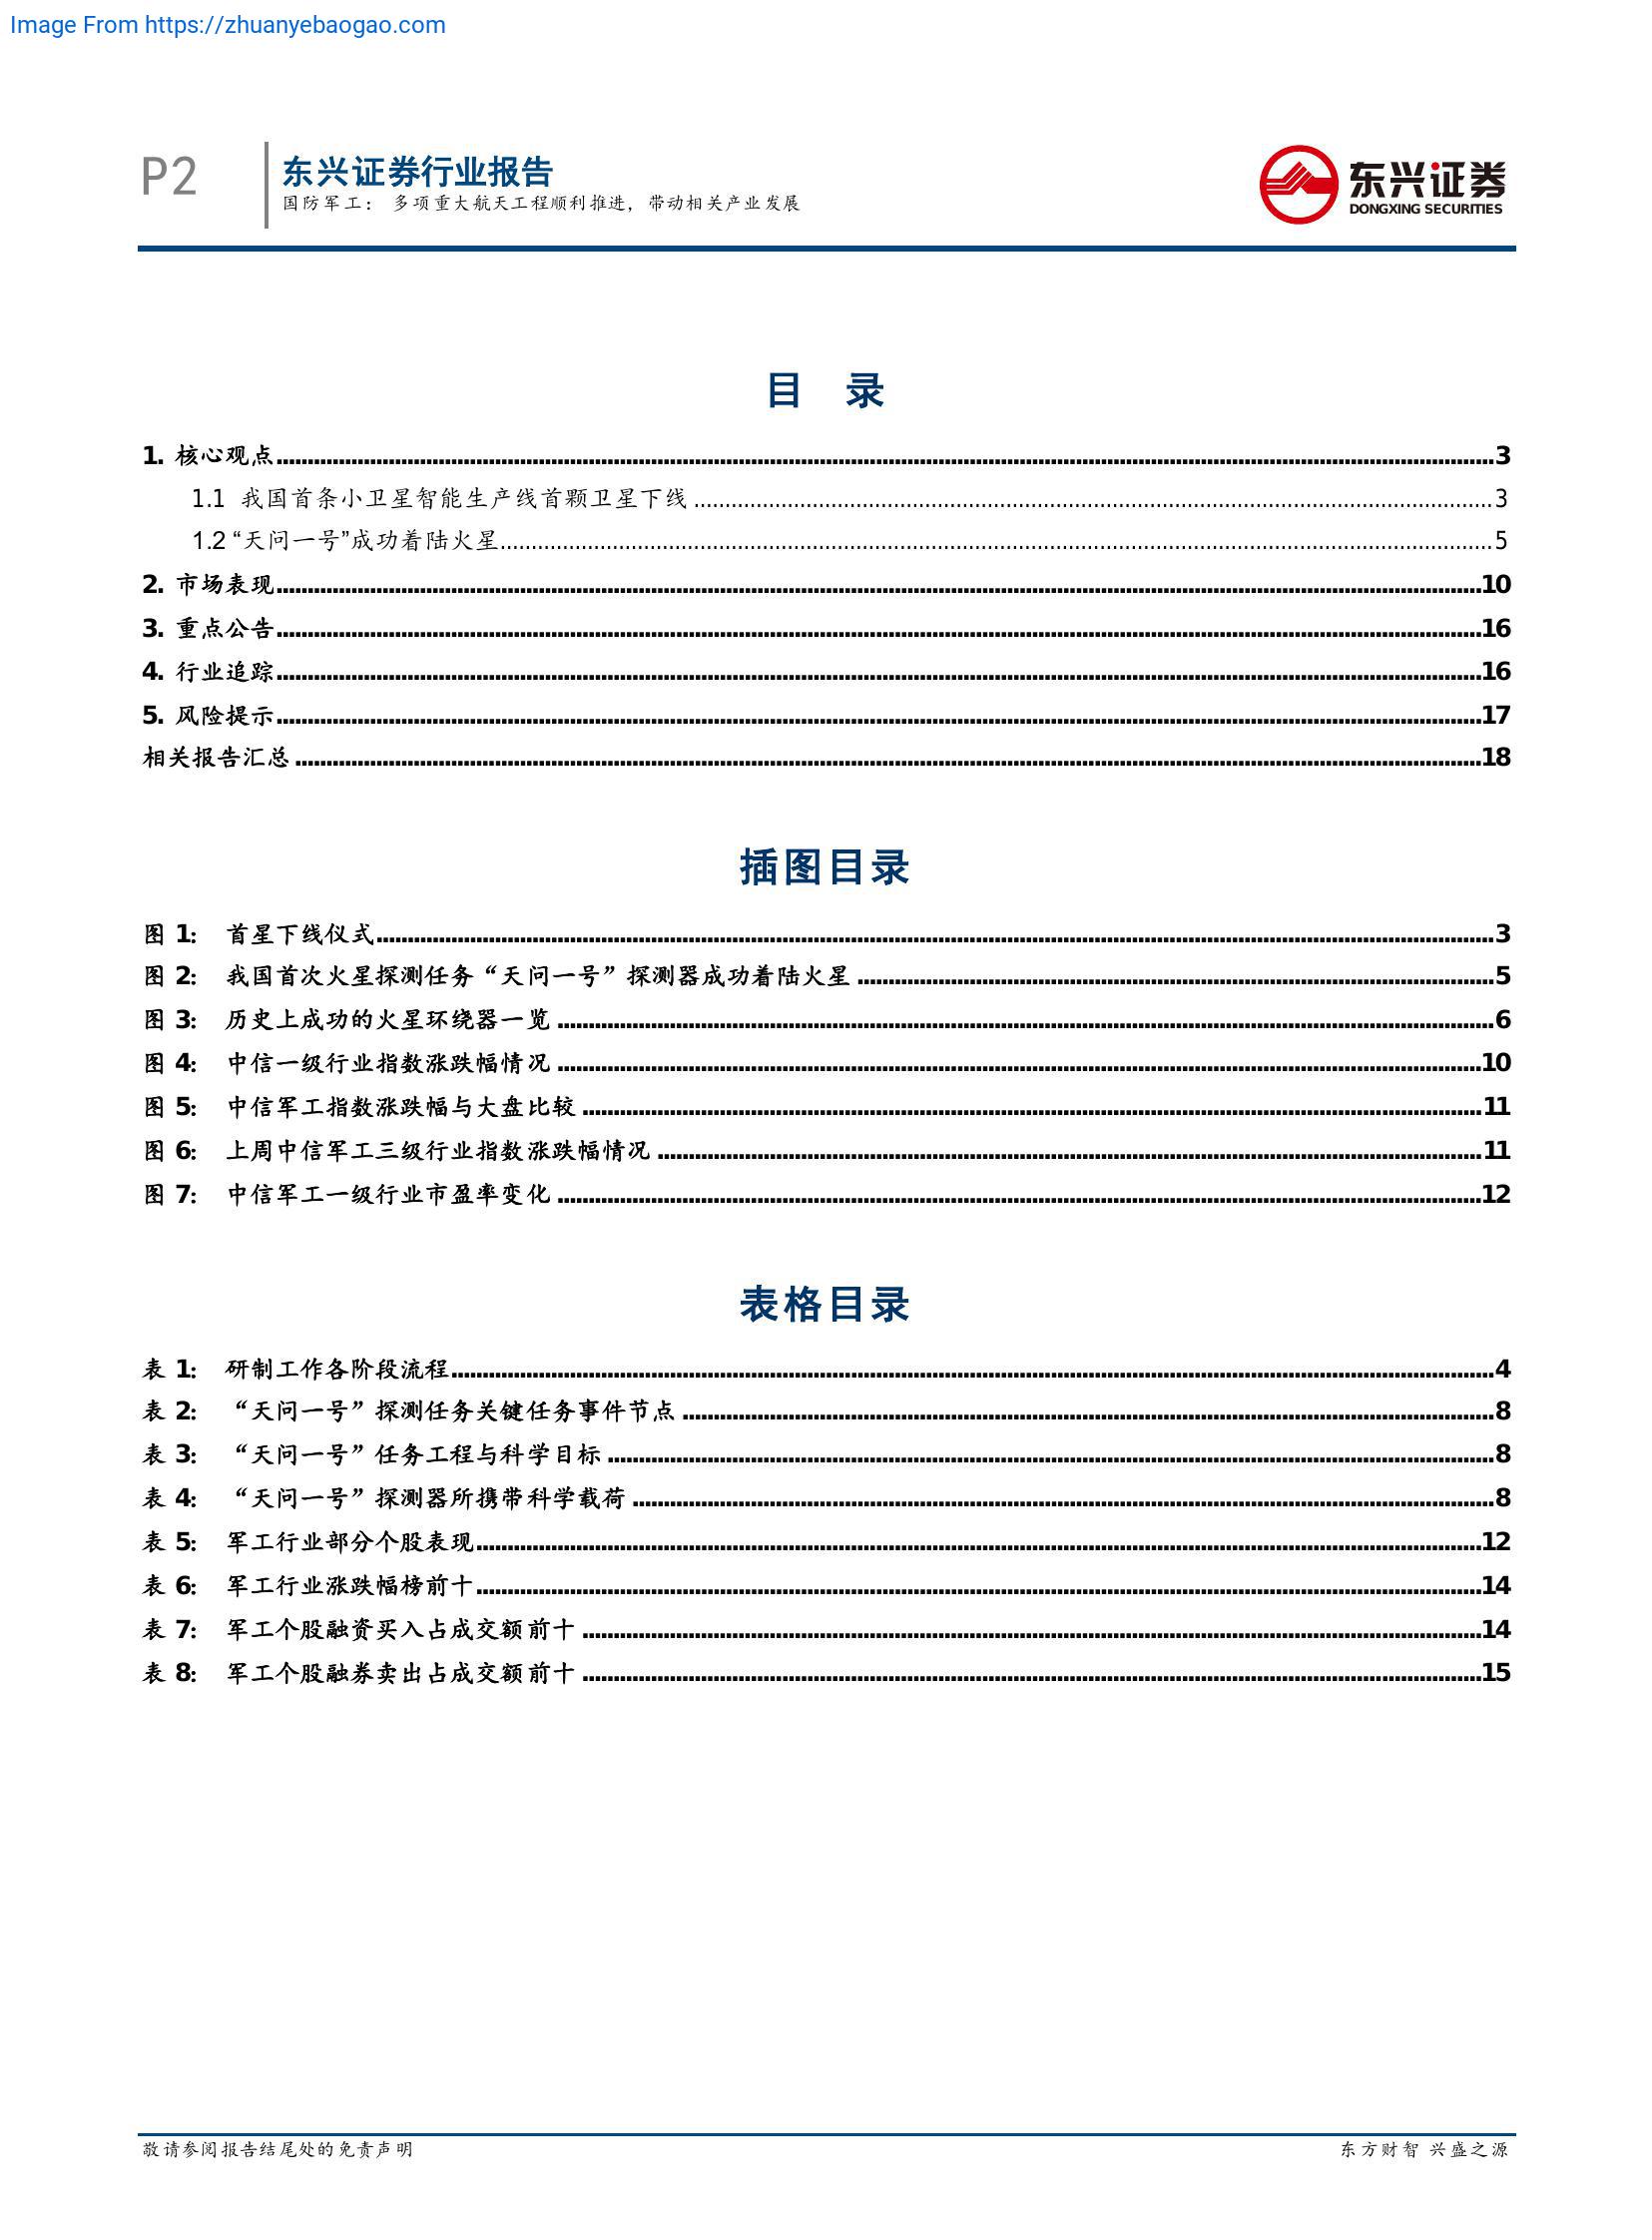 Image From https://zhuanyebaogao.com
P2
东兴证券行业报告
国防军工： 多项重大航天工程顺利推进，带动相关产业发展
东兴证券
DONGXING SECURITIES
目 录
1. 核心观点 3
1.1 我国首条小卫星智能生产线首颗卫星下线 3
1.2 “天问一号”成功着陆火星 5
2. 市场表现 10
3. 重点公告 16
4. 行业追踪 16
5. 风险提示 17
相关报告汇总 18
插图目录
图 1： 首星下线仪式 3
图 2： 我国首次火星探测任务“天问一号”探测器成功着陆火星 5
图 3： 历史上成功的火星环绕器一览 6
图 4： 中信一级行业指数涨跌幅情况 10
图 5： 中信军工指数涨跌幅与大盘比较 11
图 6： 上周中信军工三级行业指数涨跌幅情况 11
图 7： 中信军工一级行业市盈率变化 12
表格目录
表 1： 研制工作各阶段流程 4
表 2： “天问一号”探测任务关键任务事件节点 8
表 3： “天问一号”任务工程与科学目标 8
表 4： “天问一号”探测器所携带科学载荷 8
表 5： 军工行业部分个股表现 12
表 6： 军工行业涨跌幅榜前十 14
表 7： 军工个股融资买入占成交额前十 14
表 8： 军工个股融券卖出占成交额前十 15
敬请参阅报告结尾处的免责声明
东方财智 兴盛之源